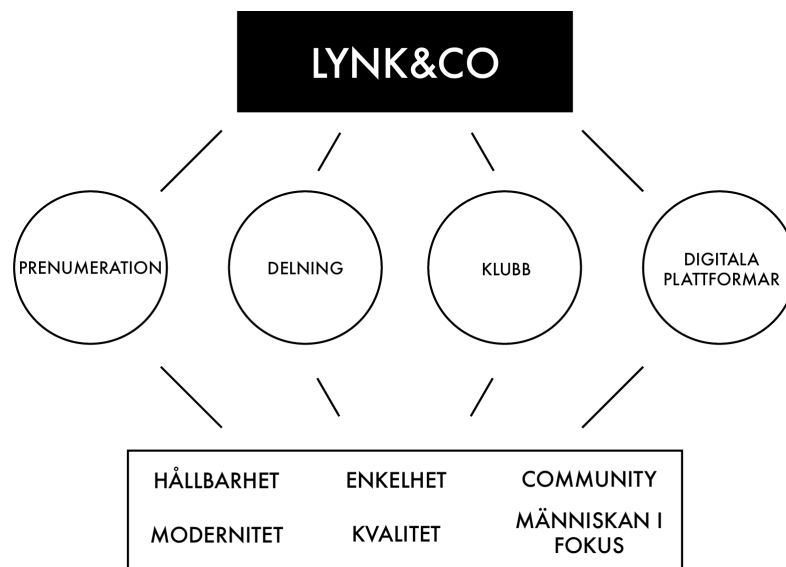 LYNK&CO
PRENUMERATION
DELNING
KLUBB
DIGITALA
PLATTFORMAR
HÅLLBARHET
ENKELHET
COMMUNITY
MODERNITET
KVALITET
MÄNNISKAN I
FOKUS